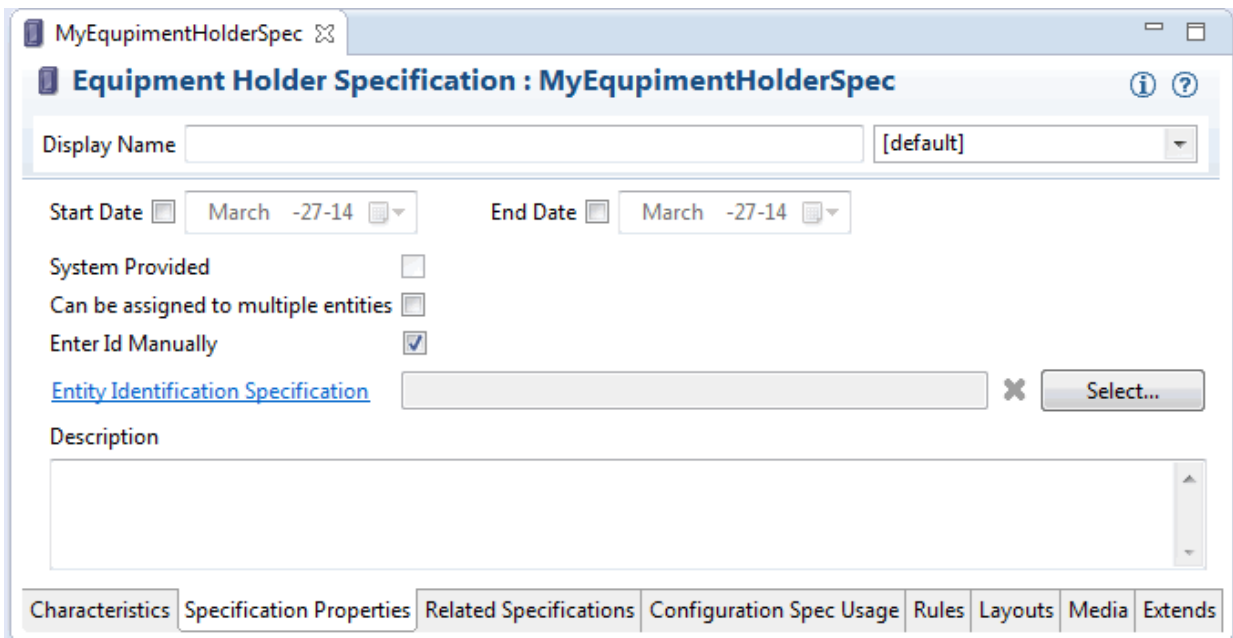 MyEqupimentHolderSpec
Equipment Holder Specification : MyEqupimentHolderSpec
Display Name [default]
Start Date March -27-14 End Date March -27-14
System Provided
Can be assigned to multiple entities
Enter Id Manually
Entity Identification Specification Select...
Description
Characteristics Specification Properties Related Specifications Configuration Spec Usage Rules Layouts Media Extends